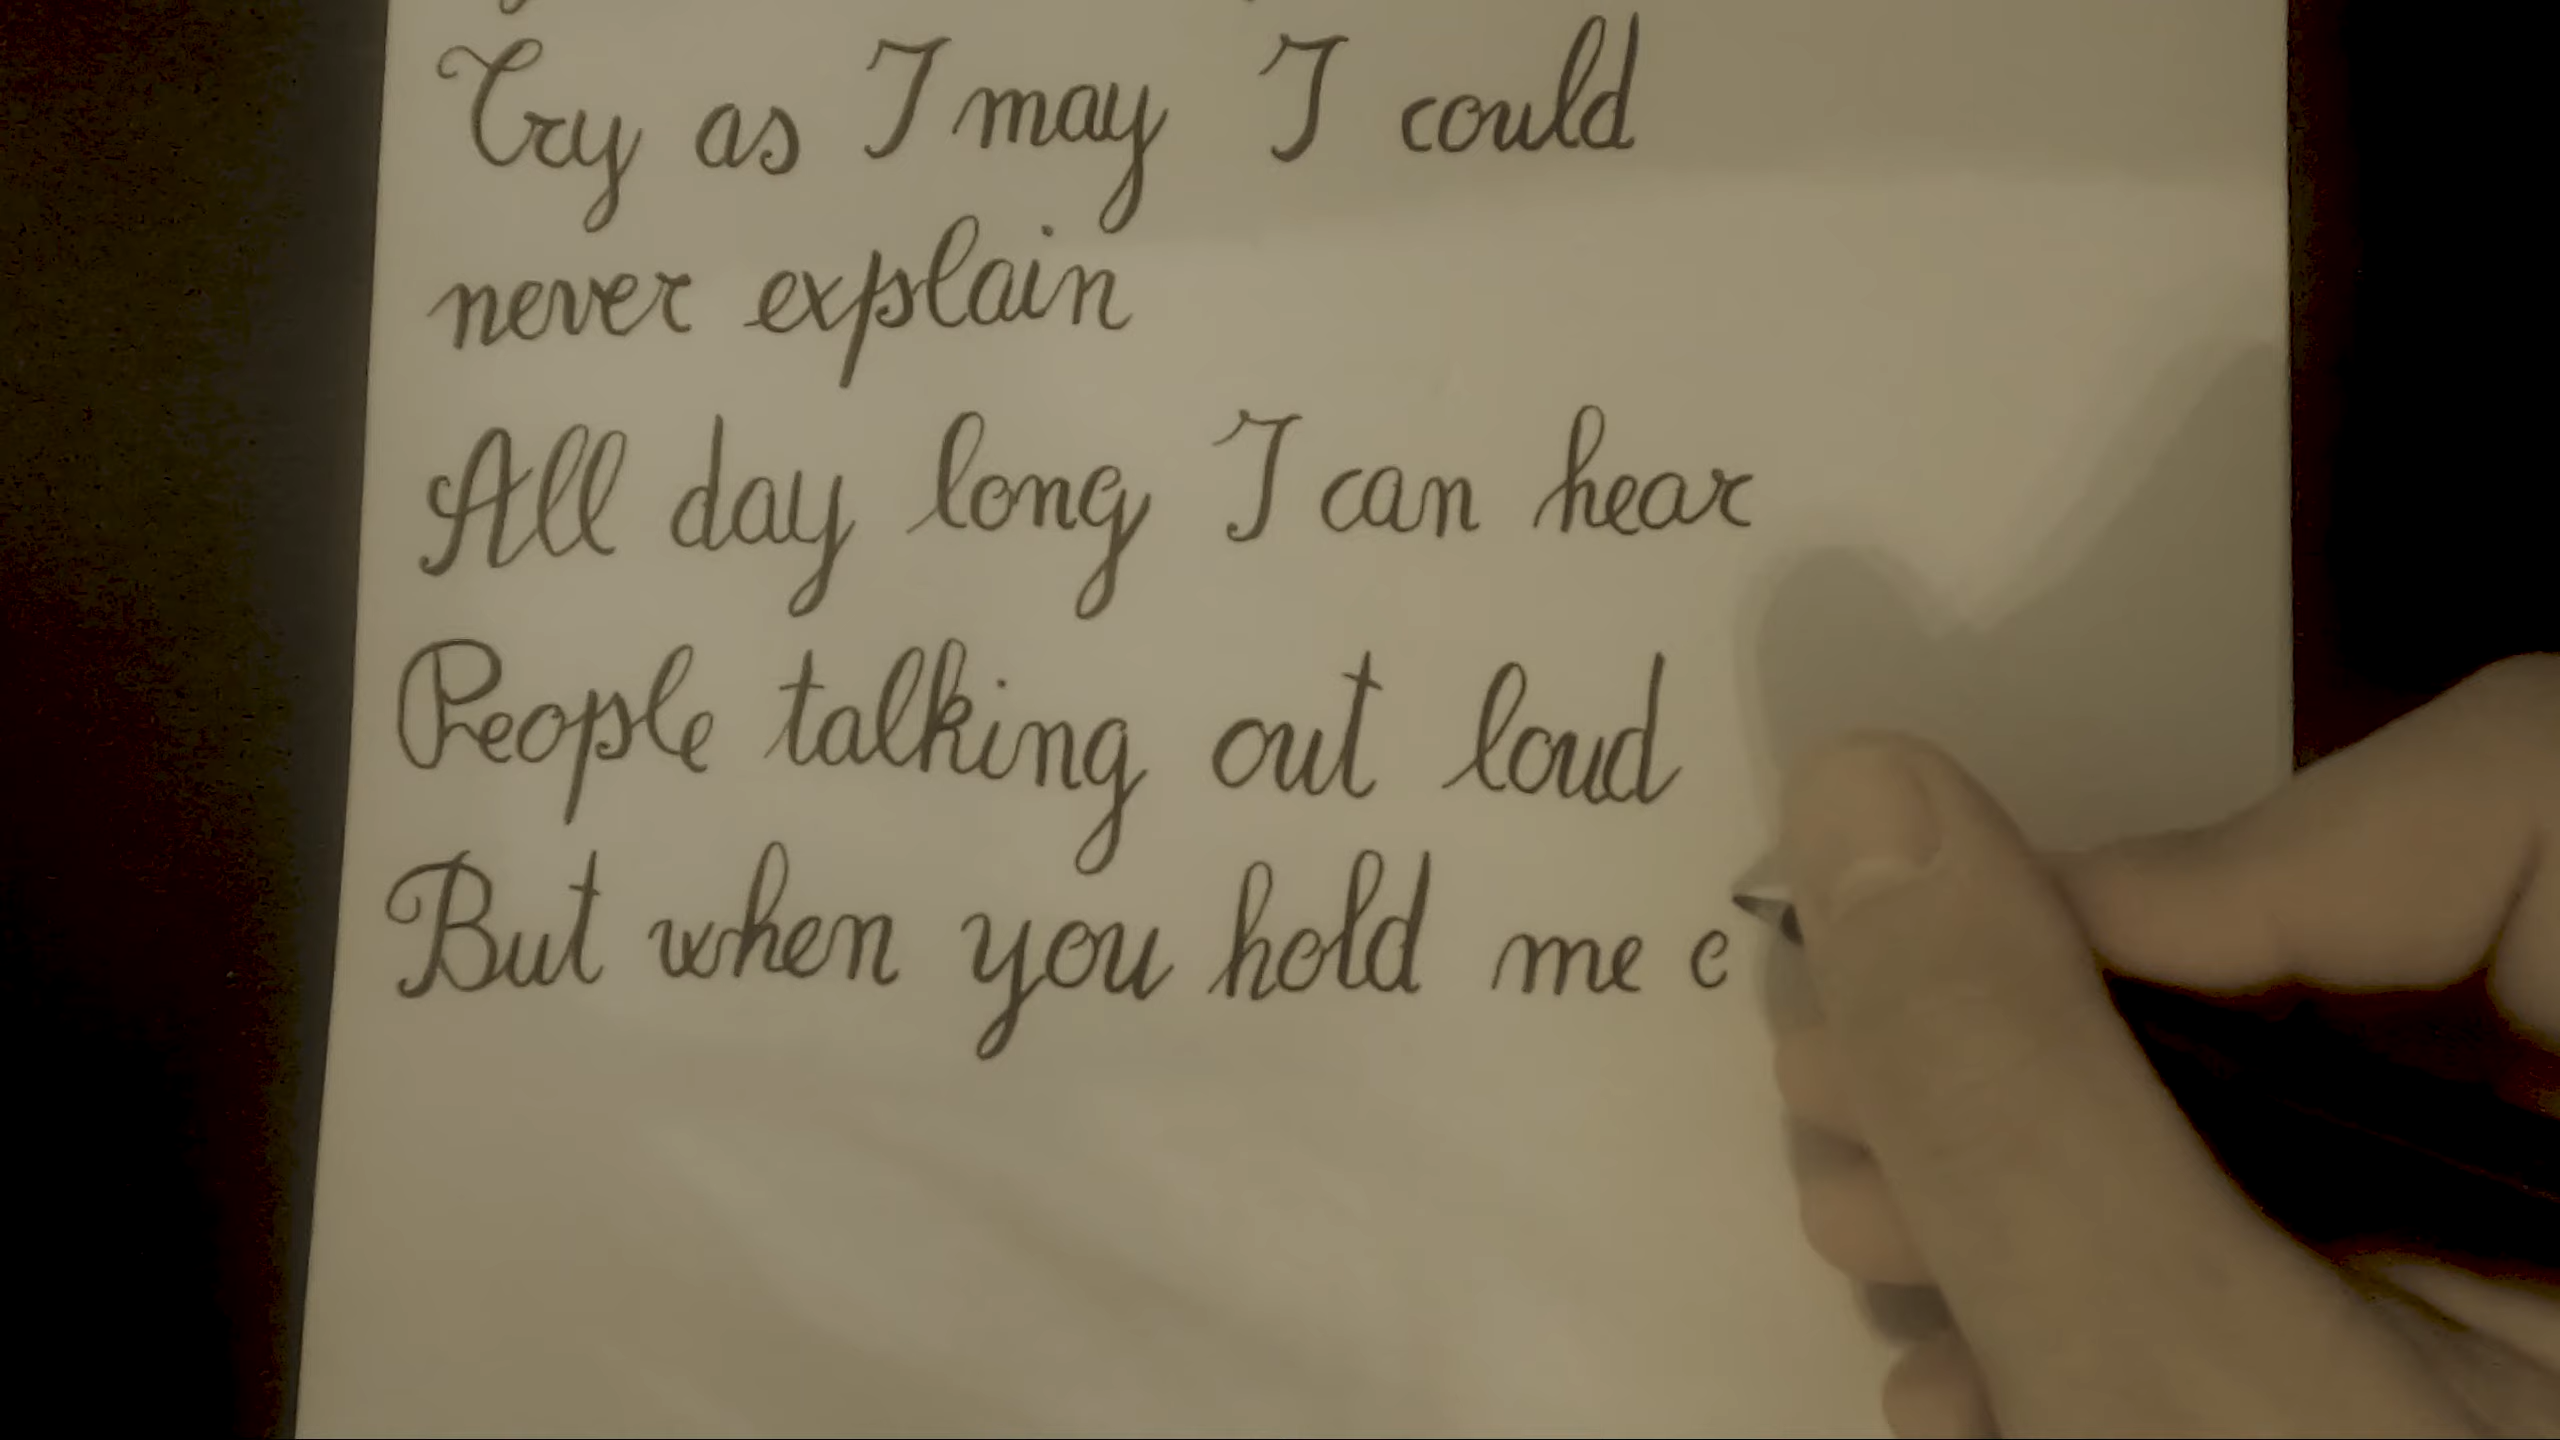 Try as I may I could
never explain
All day long I can hear
People talking out loud
But when you hold me c